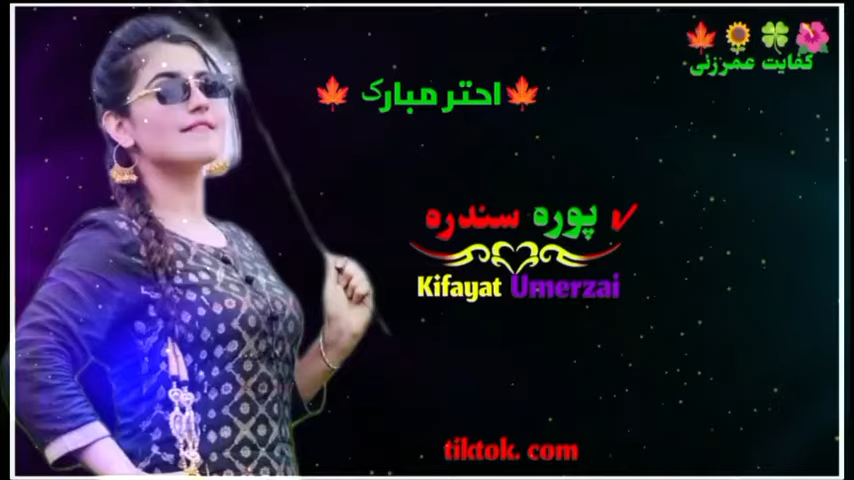 🍁🌻🍀🌺
کفایت عمرزئی
🍁احتر مبارک 🍁
✓ پوره سندره
Kifayat Umerzai
tiktok. com